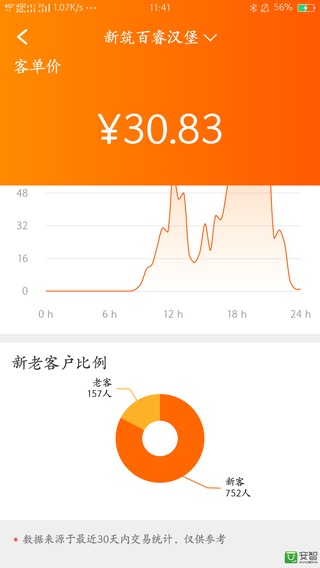 1.07K/s
11:41
56%
新筑百睿汉堡
客单价
¥30.83
48
32
16
0
0 h
6 h
12 h
18 h
24 h
新老客户比例
老客
157人
新客
752人
数据来源于最近30天内交易统计，仅供参考
安智